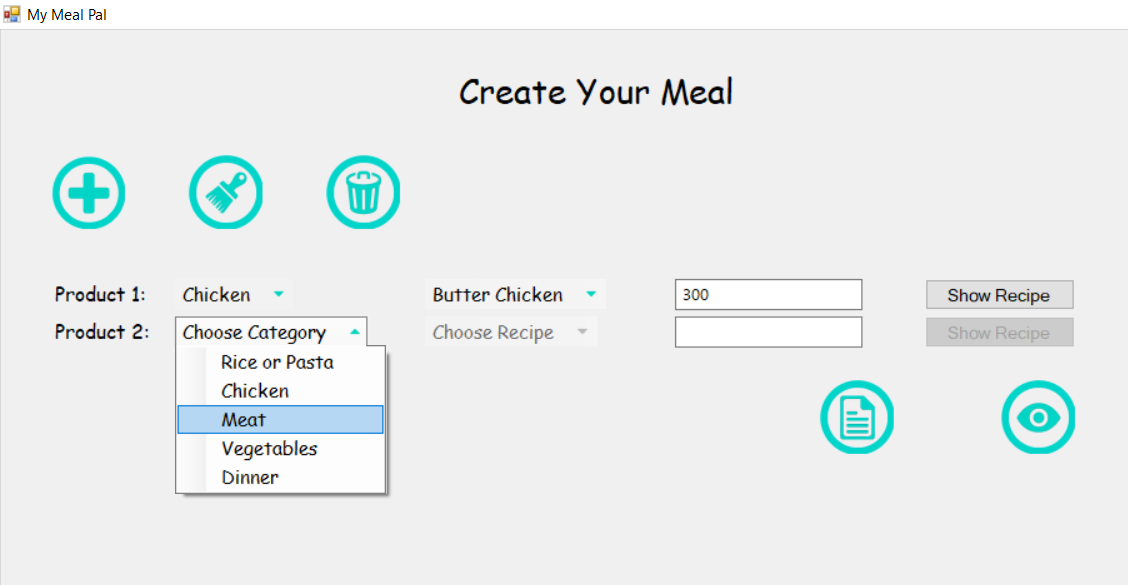 My Meal Pal
Create Your Meal
Product 1: Chicken Butter Chicken 300 Show Recipe
Product 2: Choose Category Choose Recipe Show Recipe
Rice or Pasta
Chicken
Meat
Vegetables
Dinner